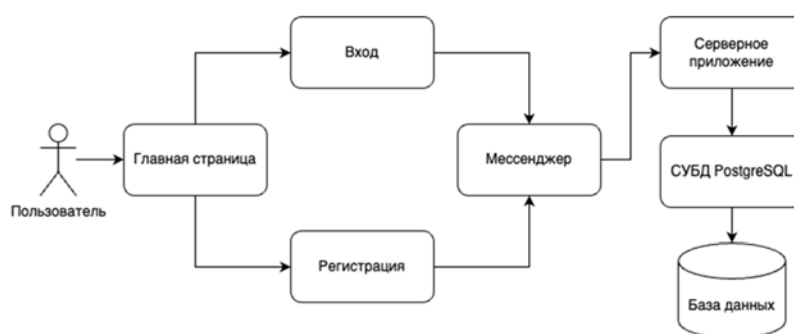 Вход
Серверное
приложение
Главная страница
Мессенджер
СУБД PostgreSQL
Пользователь
Регистрация
База данных